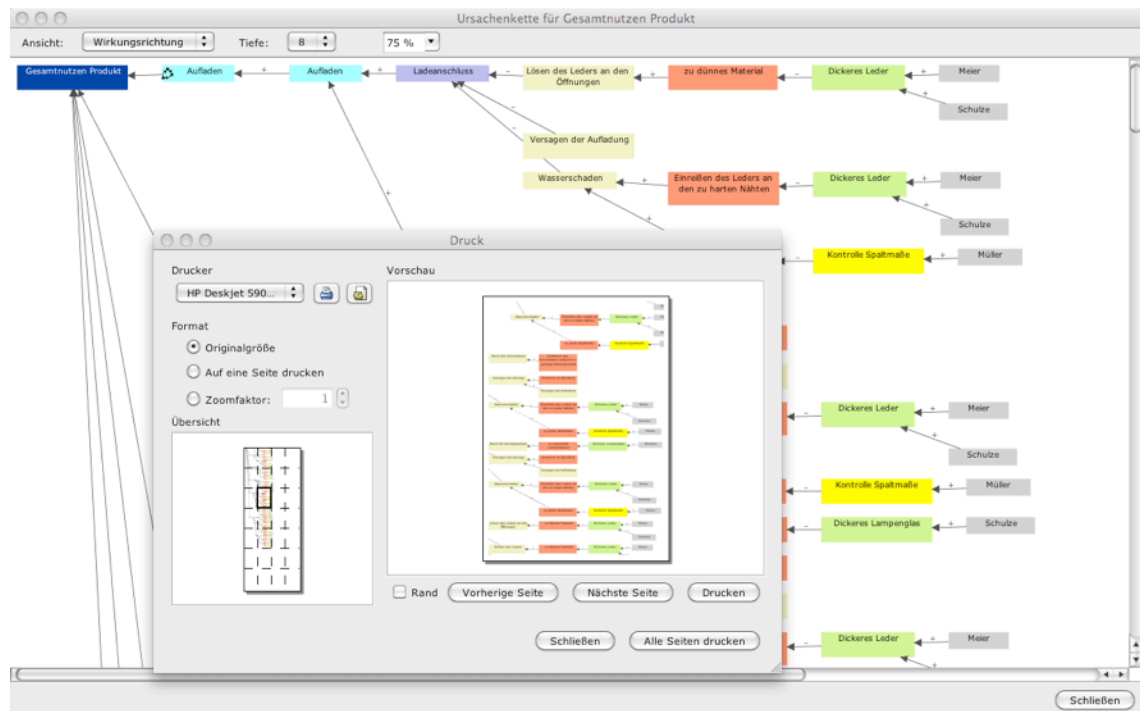 Ursachenkette für Gesamtnutzen Produkt
Ansicht: Wirkungsrichtung Tiefe: 8 75 %
Gesamtnutzen Produkt Aufladen + Aufladen + Ladeanschluss – Lösen des Leders an den + zu dünnes Material – Dickeres Leder + Meier
Öffnungen
+ Schulze
–
– Versagen der Aufladung
Wasserschaden + Einreißen des Leders an – Dickeres Leder + Meier
den zu harten Nähten
+
+ +
Schulze
Druck
– Kontrolle Spaltmaße + Müller
Drucker Vorschau
HP Deskjet 590...
Format
Originalgröße
Auf eine Seite drucken
Zoomfaktor: 1
– Dickeres Leder + Meier
Übersicht
+
Schulze
– Kontrolle Spaltmaße + Müller
– Dickeres Lampenglas + Schulze
Rand Vorherige Seite Nächste Seite Drucken
Schließen Alle Seiten drucken
– Dickeres Leder + Meier
+
Schließen